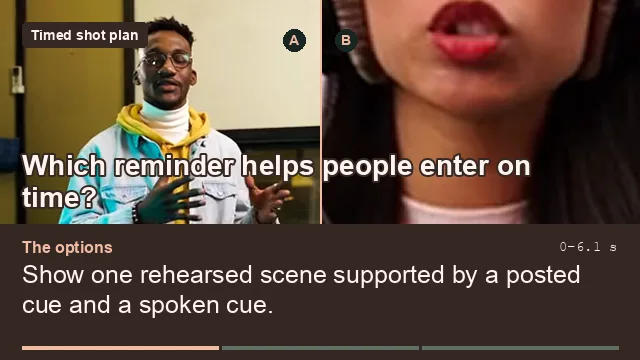 Timed shot plan
A
B
Which reminder helps people enter on
time?
The options
0–6.1 s
Show one rehearsed scene supported by a posted
cue and a spoken cue.